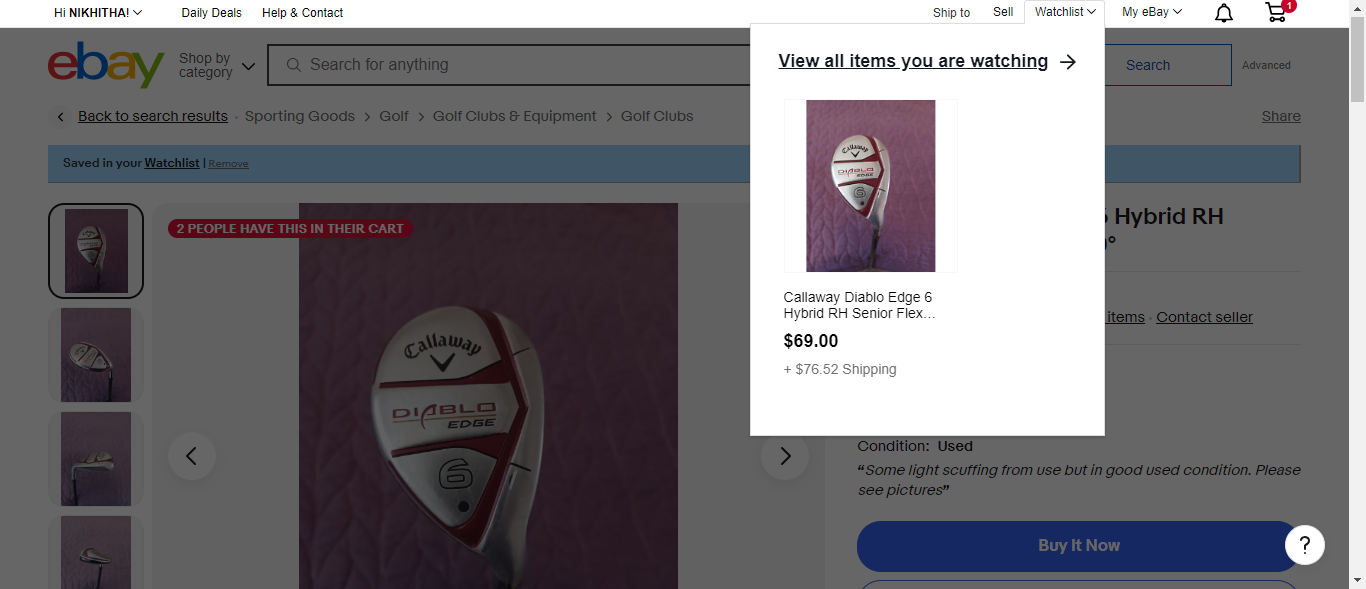 Hi NIKHITHA!
Daily Deals
Help & Contact
Ship to
Sell
Watchlist
My eBay
1
ebay
Shop by
category
Search for anything
Search
Advanced
View all items you are watching
Back to search results
Sporting Goods
Golf
Golf Clubs & Equipment
Golf Clubs
Share
Saved in your Watchlist | Remove
2 PEOPLE HAVE THIS IN THEIR CART
Callaway
DIABLO
EDGE
6
Callaway
DIABLO
EDGE
6
Callaway Diablo Edge 6
Hybrid RH Senior Flex…
$69.00
+ $76.52 Shipping
Hybrid RH
items · Contact seller
Condition: Used
“Some light scuffing from use but in good used condition. Please
see pictures”
Buy It Now
?